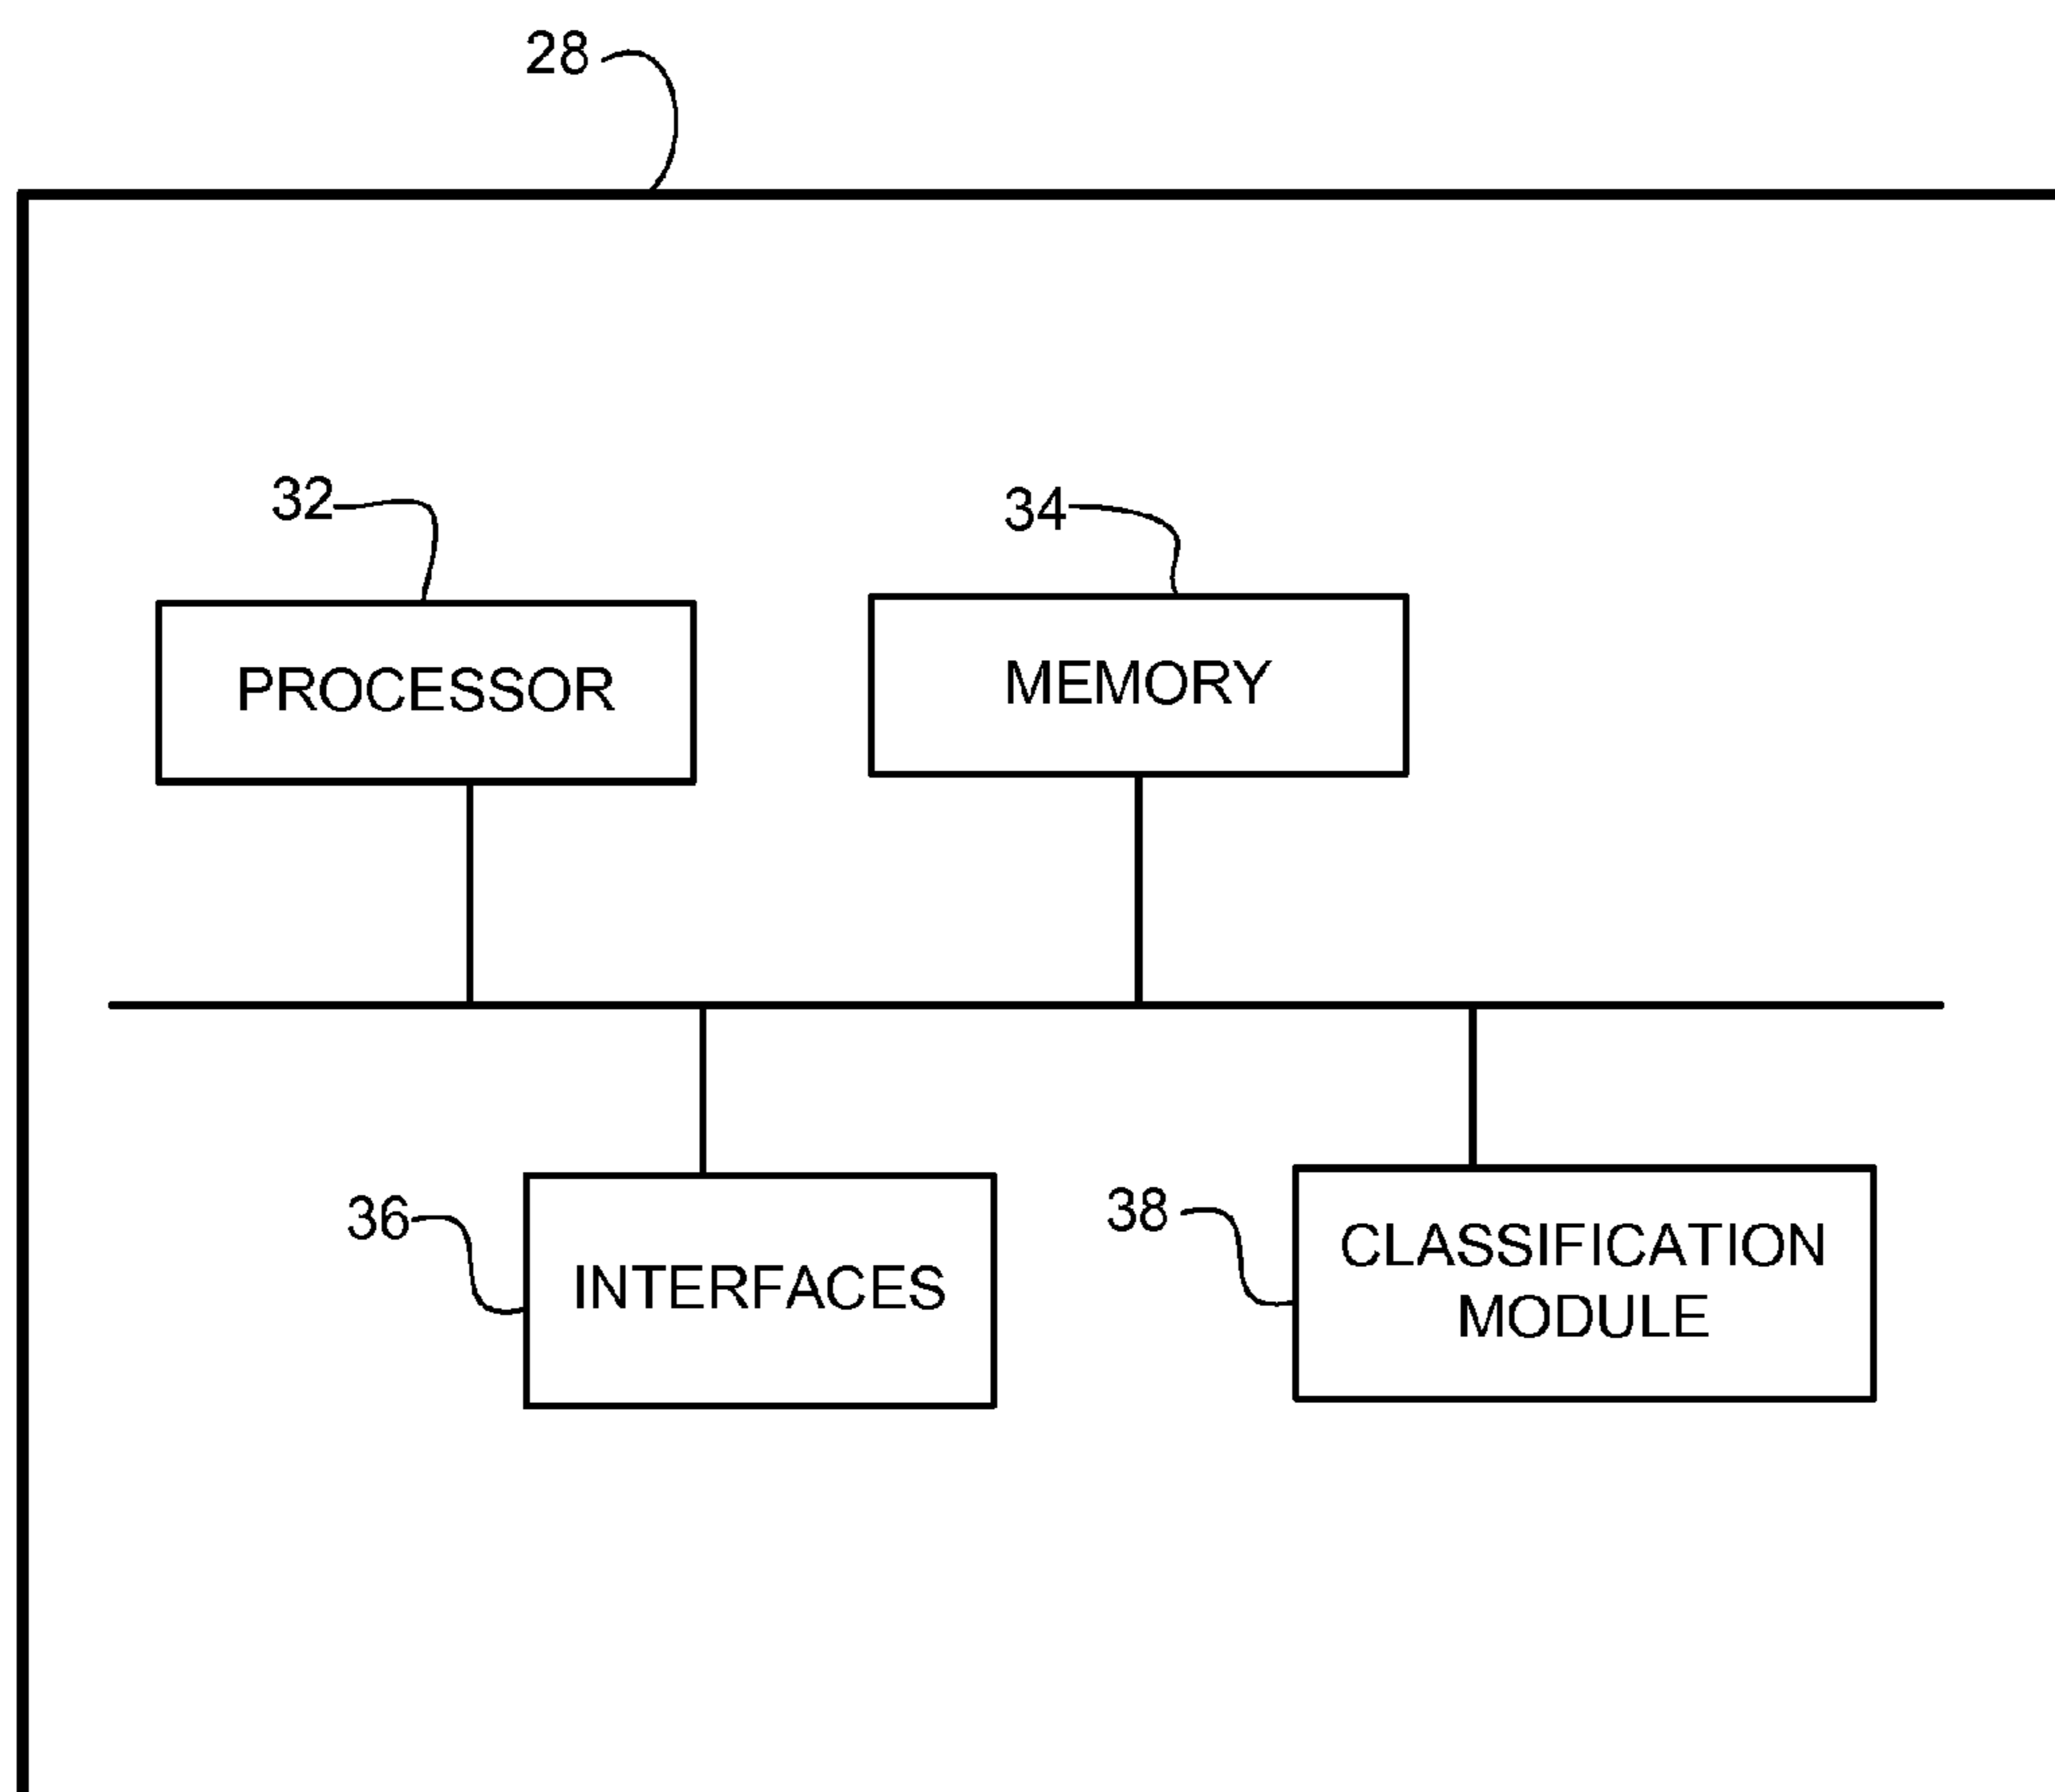 28
32
34
PROCESSOR
MEMORY
36
38
INTERFACES
CLASSIFICATION
MODULE